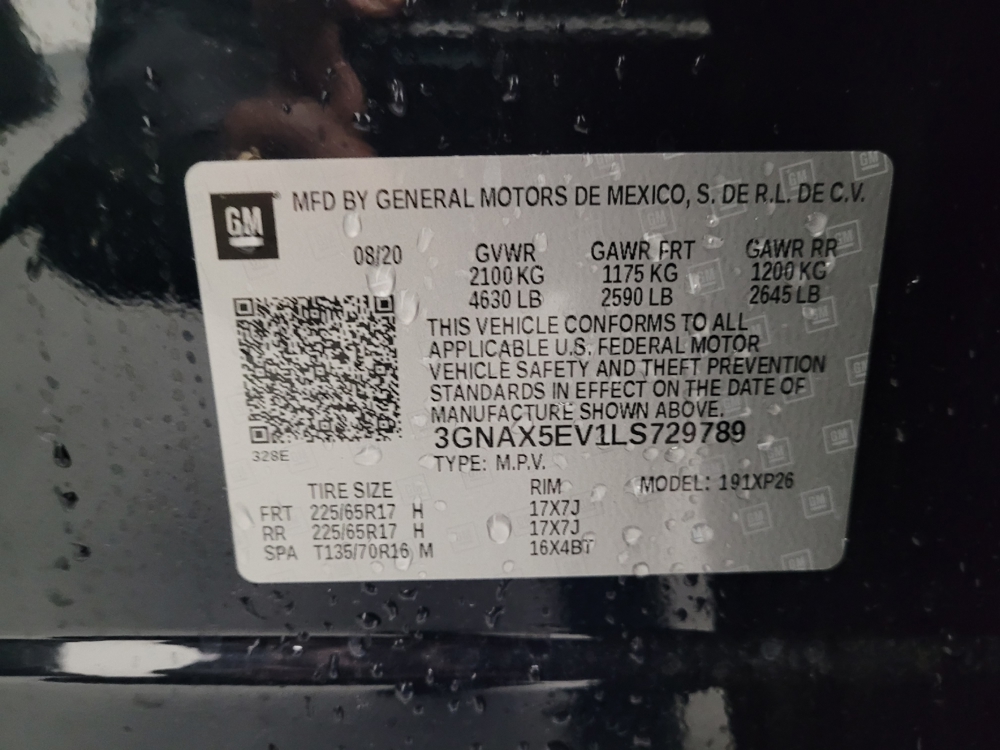 GM
MFD BY GENERAL MOTORS DE MEXICO, S. DE R.L. DE C.V.
08/20 GVWR GAWR FRT GAWR RR
2100 KG 1175 KG 1200 KG
4630 LB 2590 LB 2645 LB
THIS VEHICLE CONFORMS TO ALL
APPLICABLE U.S. FEDERAL MOTOR
VEHICLE SAFETY AND THEFT PREVENTION
STANDARDS IN EFFECT ON THE DATE OF
MANUFACTURE SHOWN ABOVE.
3GNAX5EV1LS729789
328E
TYPE: M.P.V.
TIRE SIZE RIM MODEL: 191XP26
FRT 225/65R17 H 17X7J
RR 225/65R17 H 17X7J
SPA T135/70R16 M 16X4BT